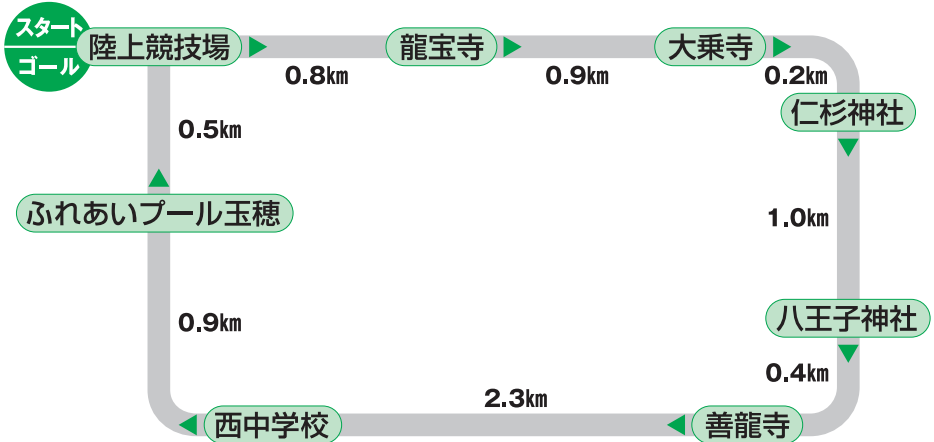 スタート
ゴール
陸上競技場
0.8㎞
龍宝寺
0.9㎞
大乗寺
0.2㎞
仁杉神社
1.0㎞
八王子神社
0.4㎞
善龍寺
2.3㎞
西中学校
0.9㎞
ふれあいプール玉穂
0.5㎞